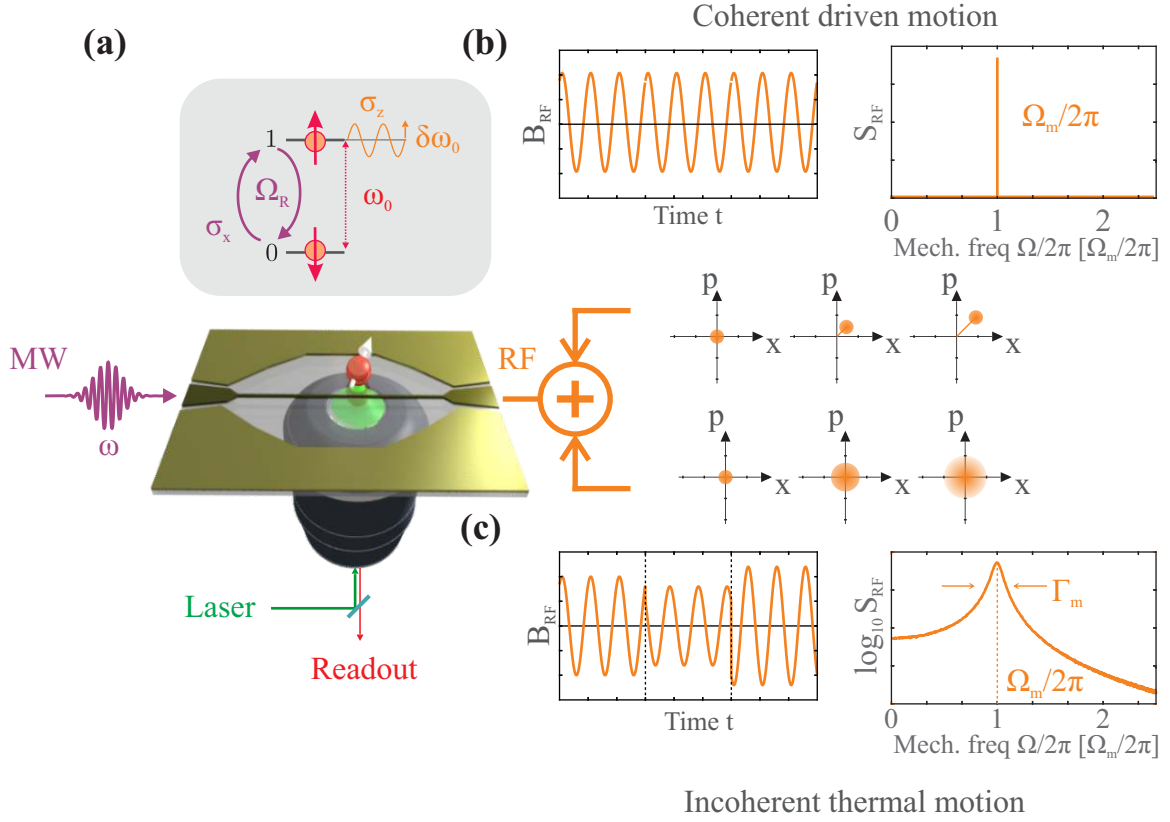 (a)
1
σz
δω0
ΩR
ω0
σx
0
MW
ω
RF
Laser
Readout
Coherent driven motion
(b)
BRF
Time t
SRF
Ωm/2π
0
1
2
Mech. freq Ω/2π [Ωm/2π]
p
x
p
x
p
x
p
x
p
x
p
x
(c)
BRF
Time t
log10 SRF
Γm
Ωm/2π
0
1
2
Mech. freq Ω/2π [Ωm/2π]
Incoherent thermal motion